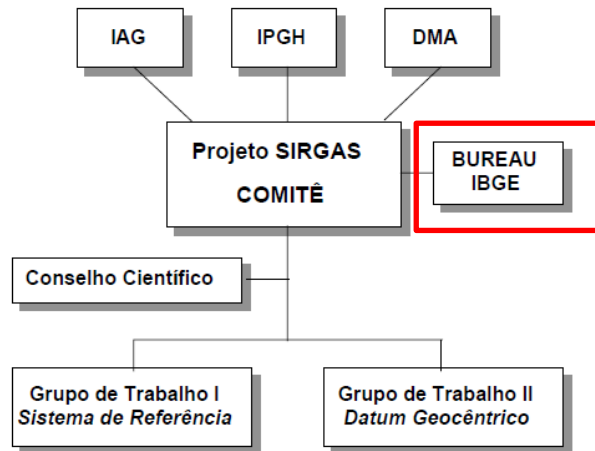 IAG
IPGH
DMA
Projeto SIRGAS
COMITÊ
BUREAU
IBGE
Conselho Científico
Grupo de Trabalho I
Sistema de Referência
Grupo de Trabalho II
Datum Geocêntrico